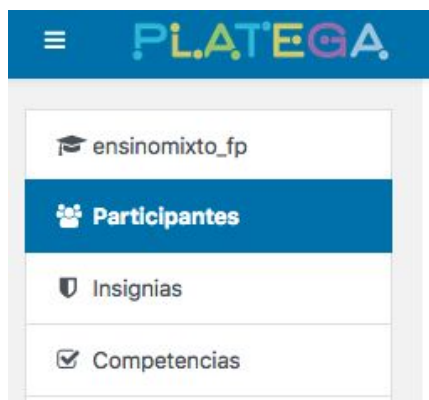 PLATEGA
ensinomixto_fp
Participantes
Insignias
Competencias